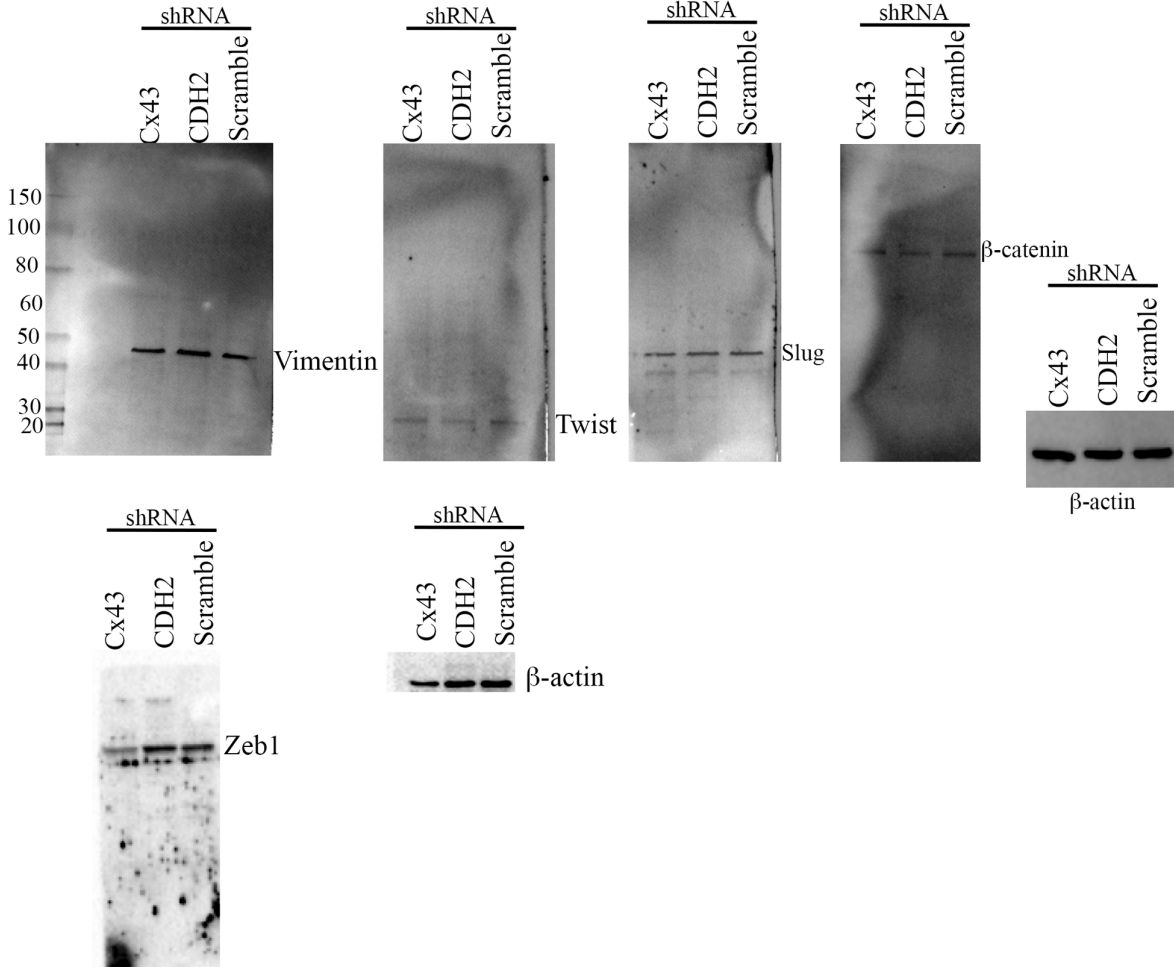 shRNA
Cx43
CDH2
Scramble
150
100
80
60
50
40
30
20
Vimentin
shRNA
Cx43
CDH2
Scramble
Twist
shRNA
Cx43
CDH2
Scramble
Slug
shRNA
Cx43
CDH2
Scramble
β-catenin
shRNA
Cx43
CDH2
Scramble
β-actin
shRNA
Cx43
CDH2
Scramble
Zeb1
shRNA
Cx43
CDH2
Scramble
β-actin